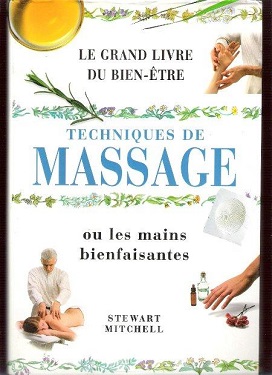 LE GRAND LIVRE
DU BIEN-ÊTRE
TECHNIQUES DE
MASSAGE
ou les mains
bienfaisantes
STEWART
MITCHELL